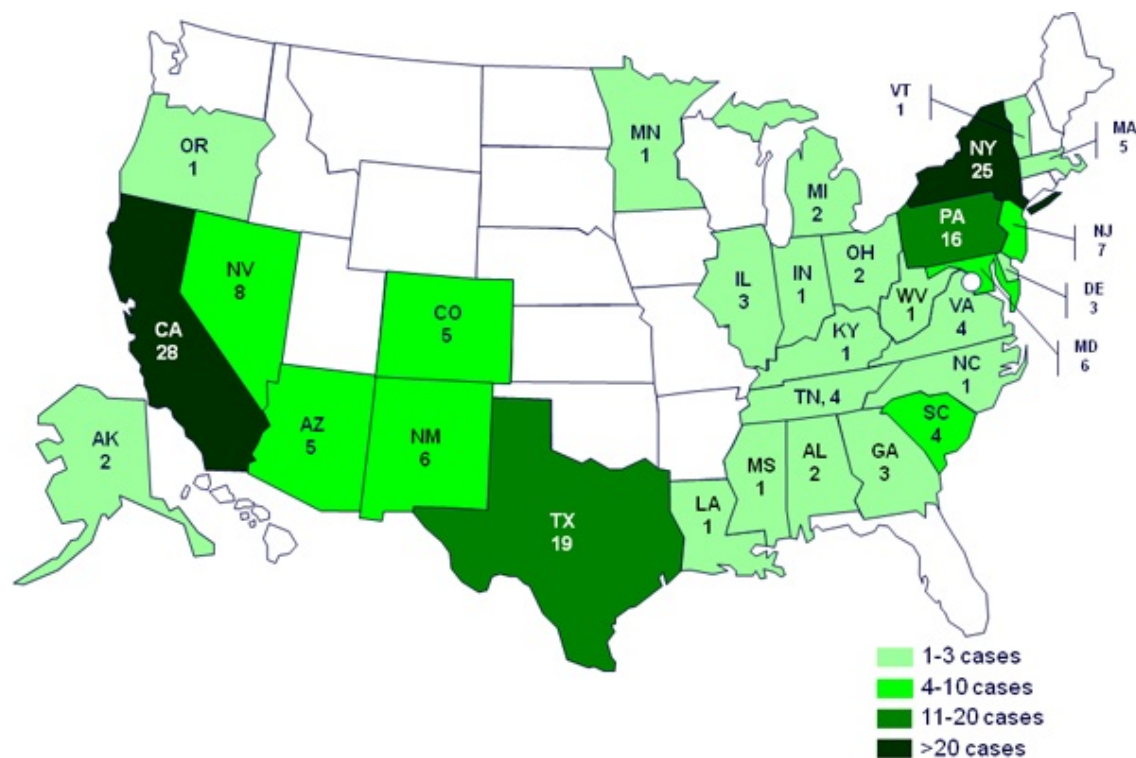 VT
1
MA
5
MN
1
NY
25
OR
1
MI
2
PA
16
NJ
7
NV
8
OH
2
IL
3
IN
1
WV
1
VA
4
DE
3
CO
5
CA
28
KY
1
MD
6
NC
1
TN, 4
AZ
5
NM
6
SC
4
AK
2
MS
1
AL
2
GA
3
LA
1
TX
19
1-3 cases
4-10 cases
11-20 cases
>20 cases